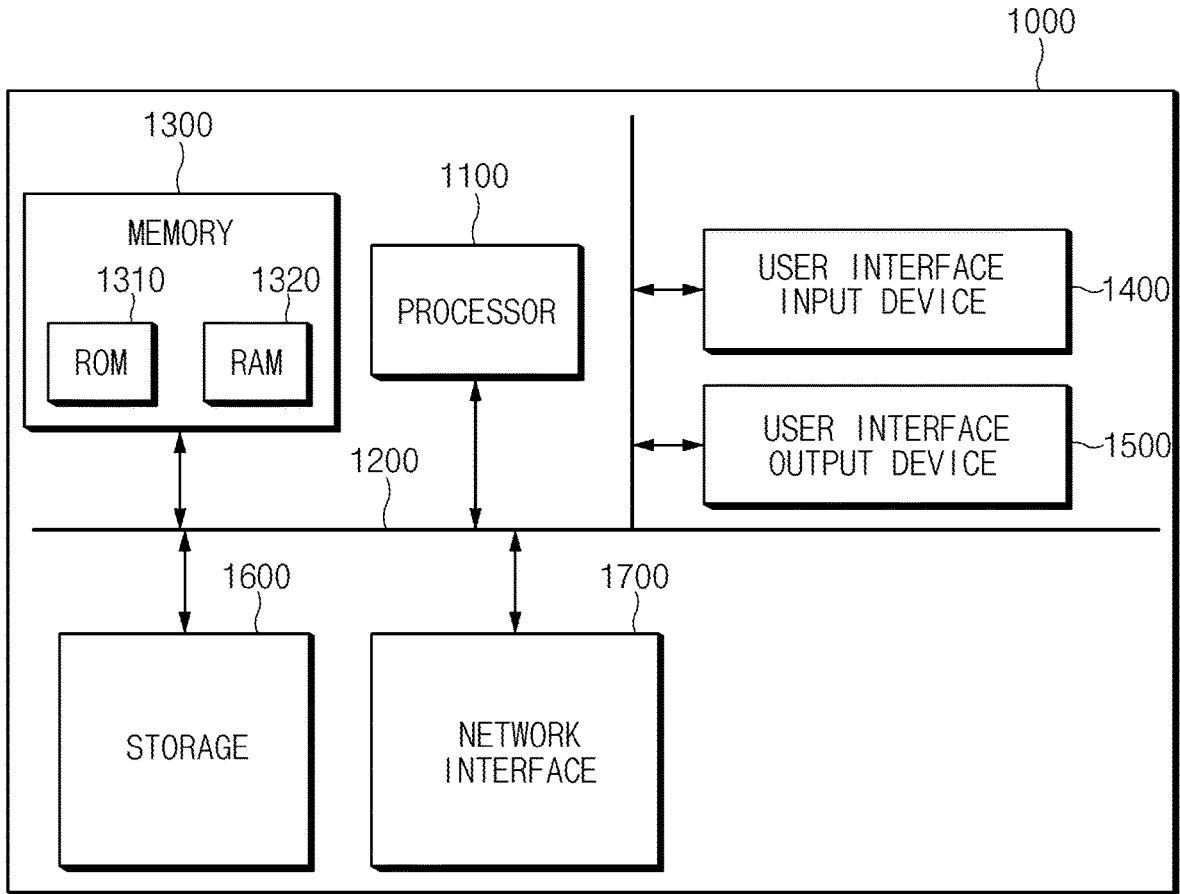 1000
1300
1100
MEMORY
1310
1320
ROM
RAM
PROCESSOR
USER INTERFACE
INPUT DEVICE
1400
USER INTERFACE
OUTPUT DEVICE
1500
1200
1600
1700
STORAGE
NETWORK
INTERFACE